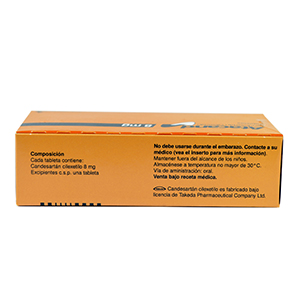 Atacand 8 mg
Composición
Cada tableta contiene:
Candesartán cilexetilo 8 mg
Excipientes c.s.p. una tableta
No debe usarse durante el embarazo. Contacte a su
médico (vea el inserto para más información).
Mantener fuera del alcance de los niños.
Almacénese a temperatura no mayor de 30°C.
Vía de administración: oral.
Venta bajo receta médica.
Candesartán cilexetilo es fabricado bajo
licencia de Takeda Pharmaceutical Company Ltd.